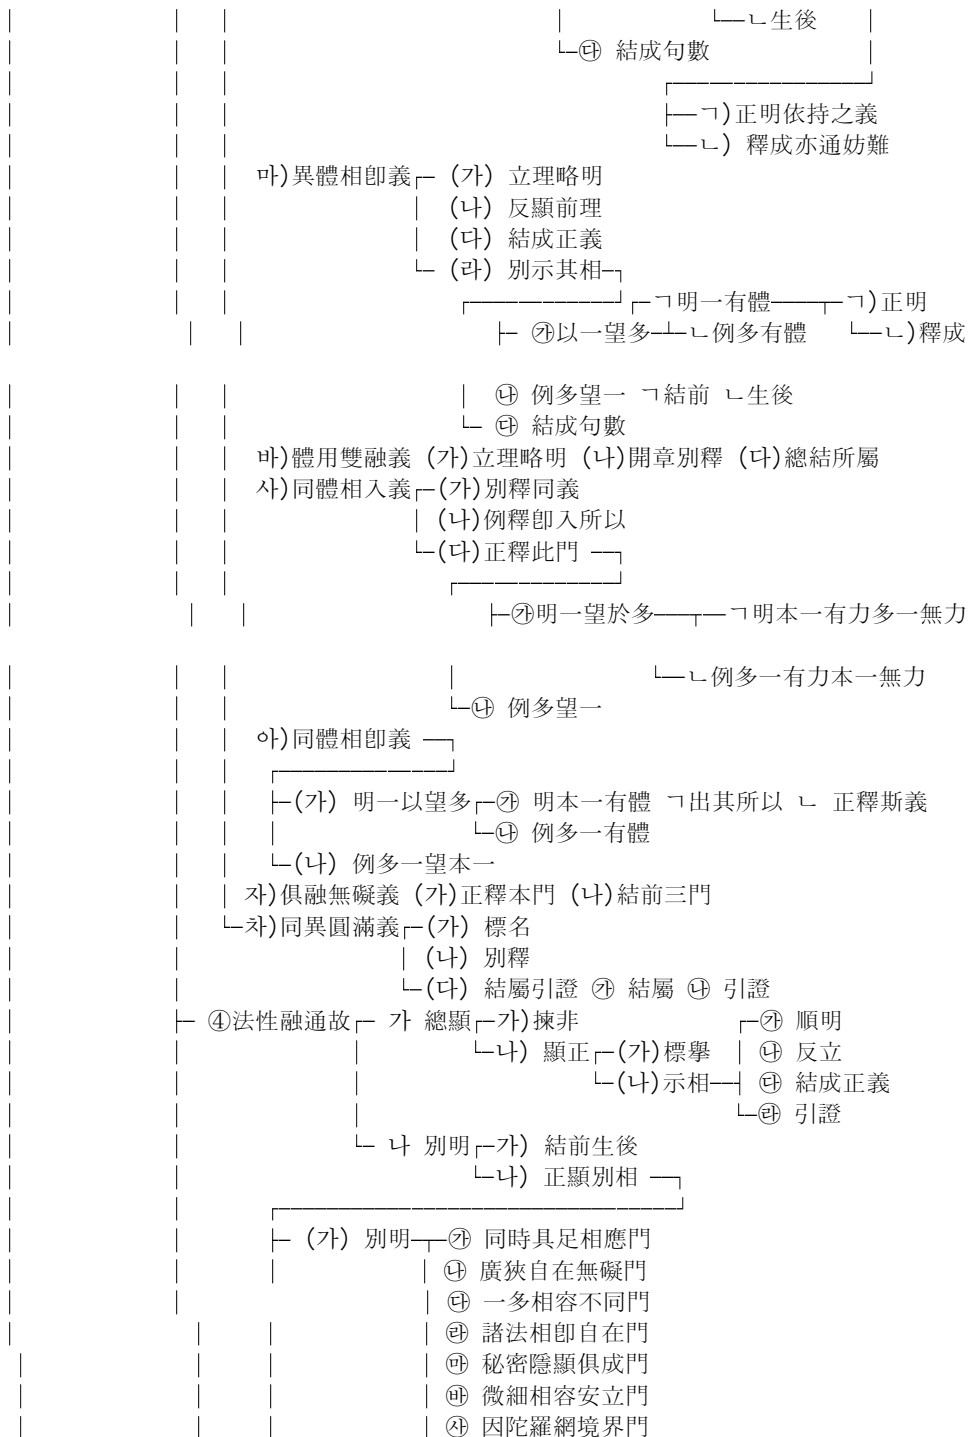 ㄴ生後
㉰ 結成句數
ㄱ)正明依持之義
ㄴ) 釋成亦通妨難
마)異體相卽義 (가) 立理略明
(나) 反顯前理
(다) 結成正義
(라) 別示其相
ㄱ明一有體 ㄱ)正明
㉮以一望多 ㄴ例多有體 ㄴ)釋成
㉯ 例多望一 ㄱ結前 ㄴ生後
㉰ 結成句數
바)體用雙融義 (가)立理略明 (나)開章別釋 (다)總結所屬
사)同體相入義 (가)別釋同義
(나)例釋卽入所以
(다)正釋此門
㉮明一望於多 ㄱ明本一有力多一無力
ㄴ例多一有力本一無力
㉯ 例多望一
아)同體相卽義
(가) 明一以望多 ㉮ 明本一有體 ㄱ出其所以 ㄴ 正釋斯義
㉯ 例多一有體
(나) 例多一望本一
자)俱融無礙義 (가)正釋本門 (나)結前三門
차)同異圓滿義 (가) 標名
(나) 別釋
(다) 結屬引證 ㉮ 結屬 ㉯ 引證
④法性融通故 가 總顯 가)揀非 ㉮ 順明
나) 顯正 (가)標擧 ㉯ 反立
(나)示相 ㉰ 結成正義
㉱ 引證
나 別明 가) 結前生後
나) 正顯別相
(가) 別明 ㉮ 同時具足相應門
㉯ 廣狹自在無礙門
㉰ 一多相容不同門
㉱ 諸法相卽自在門
㉲ 秘密隱顯俱成門
㉳ 微細相容安立門
㉴ 因陀羅網境界門